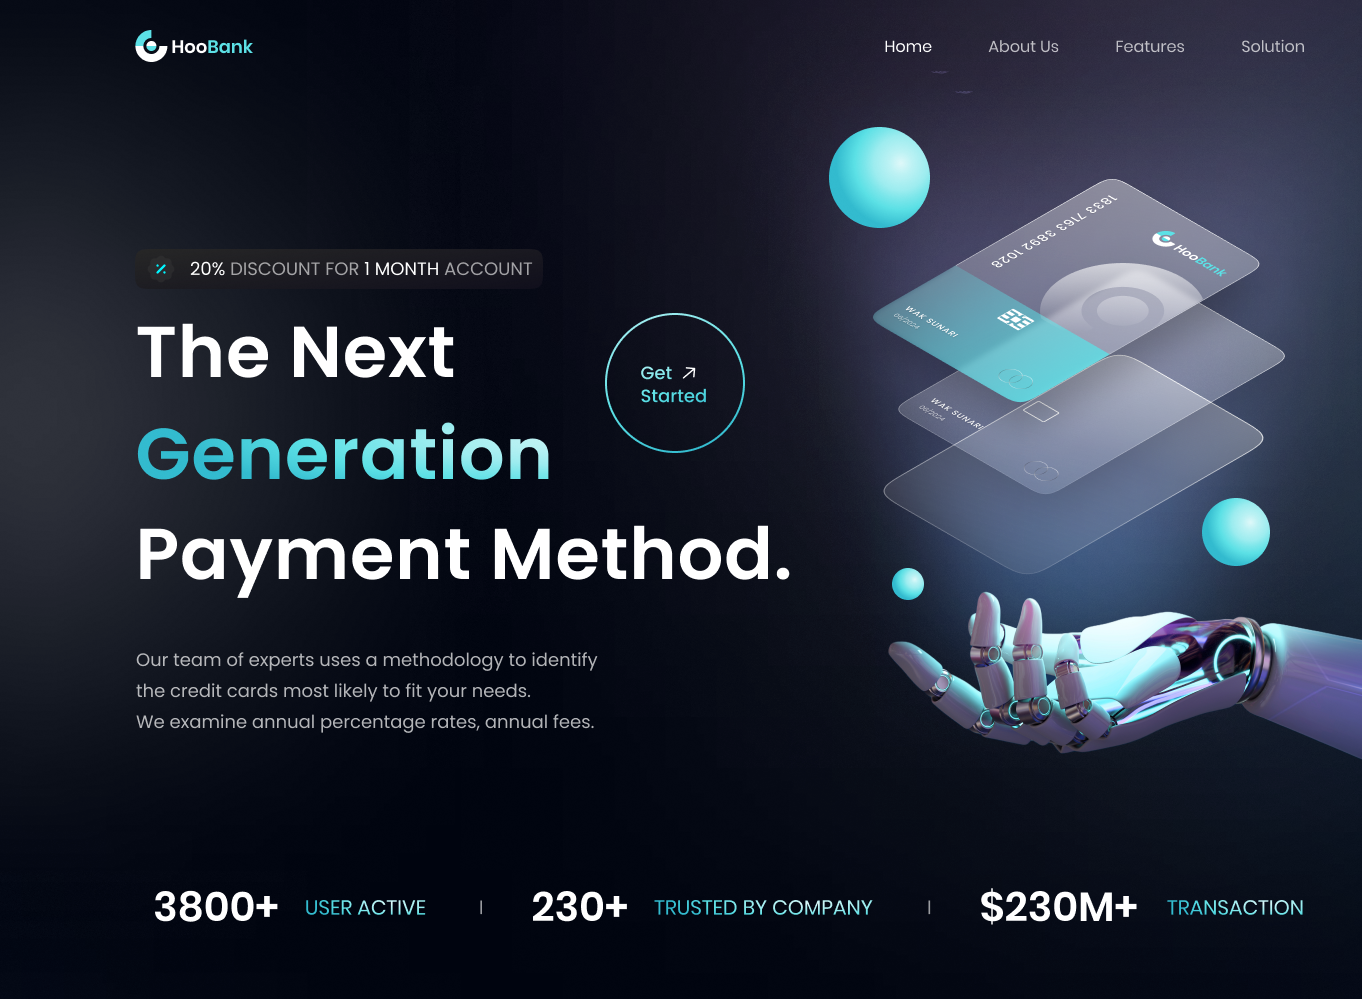 HooBank
Home
About Us
Features
Solution
20% DISCOUNT FOR 1 MONTH ACCOUNT
The Next
Generation
Payment Method.
Get
Started
Our team of experts uses a methodology to identify
the credit cards most likely to fit your needs.
We examine annual percentage rates, annual fees.
1833 7163 3892 1028
HooBank
WAK SUNARI
06/2024
WAK SUNARI
06/2024
3800+ USER ACTIVE
230+ TRUSTED BY COMPANY
$230M+ TRANSACTION